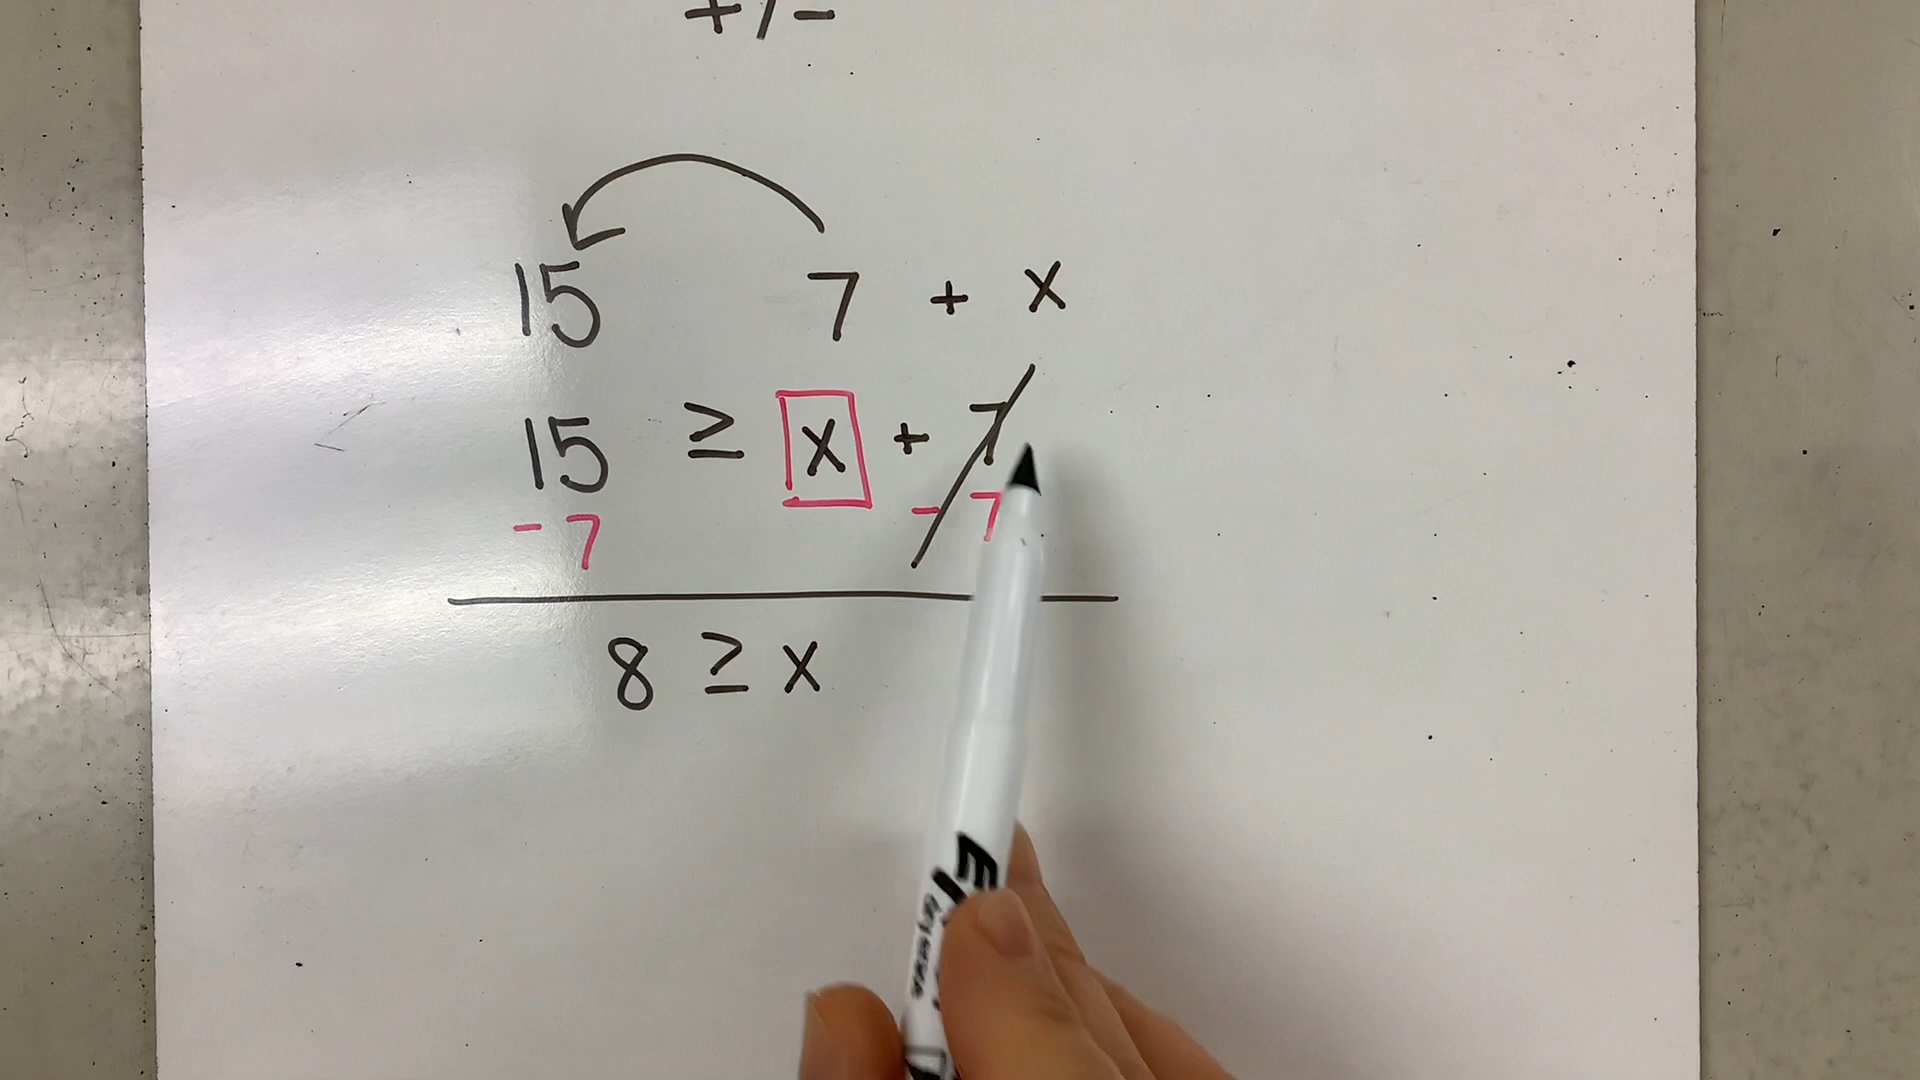 +/-
15 7 + x
15 ≥ x + 7
-7 -7
8 ≥ x